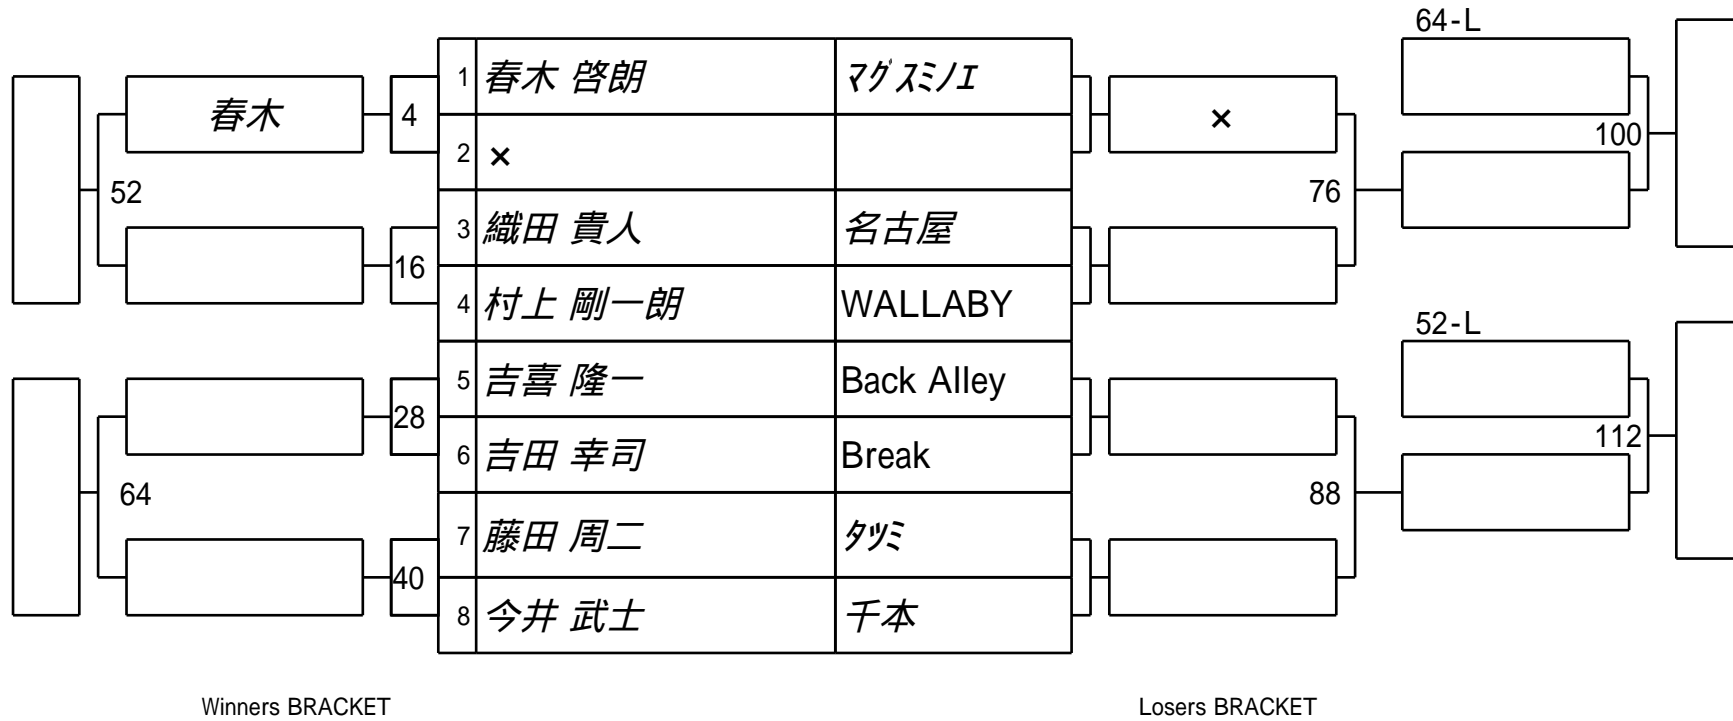 64-L
1 春木 啓朗 マグスミノエ
春木 4 × 100
2 ×
52 76
3 織田 貴人 名古屋
16
4 村上 剛一朗 WALLABY
52-L
5 吉喜 隆一 Back Alley
28 112
6 吉田 幸司 Break
64 88
7 藤田 周二 タツミ
40
8 今井 武士 千本
Winners BRACKET Losers BRACKET